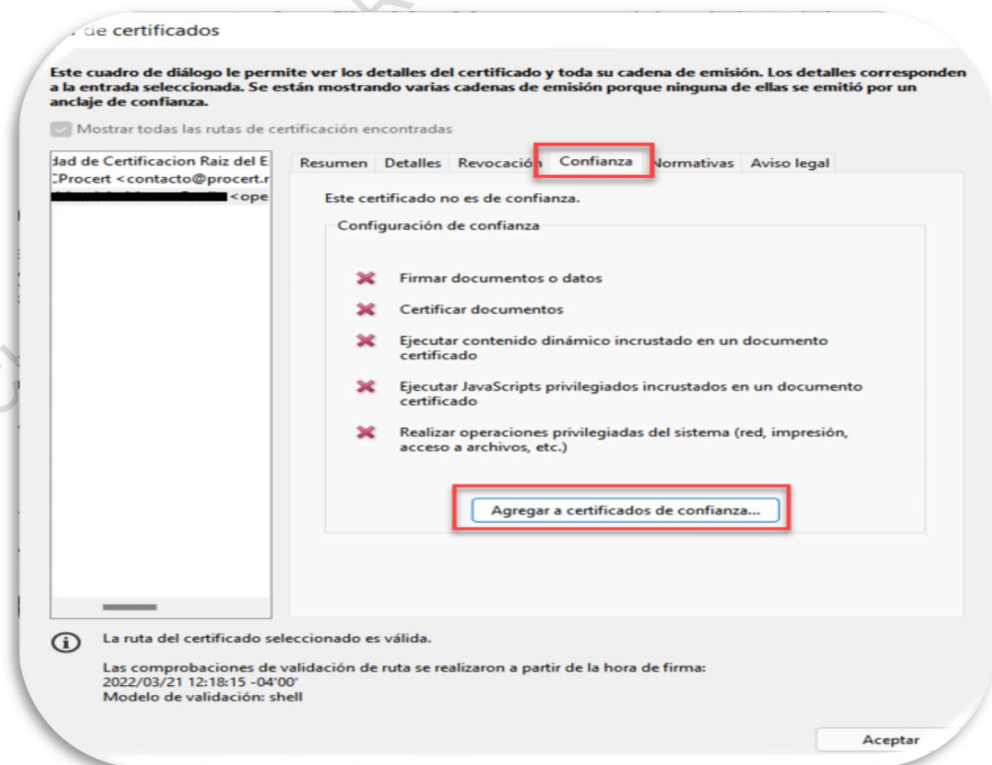 de certificados
Este cuadro de diálogo le permite ver los detalles del certificado y toda su cadena de emisión. Los detalles corresponden
a la entrada seleccionada. Se están mostrando varias cadenas de emisión porque ninguna de ellas se emitió por un
anclaje de confianza.
Mostrar todas las rutas de certificación encontradas
dad de Certificacion Raiz del E
CProcert <contacto@procert.r
<ope
Resumen Detalles Revocación Confianza Normativas Aviso legal
Este certificado no es de confianza.
Configuración de confianza
Firmar documentos o datos
Certificar documentos
Ejecutar contenido dinámico incrustado en un documento
certificado
Ejecutar JavaScripts privilegiados incrustados en un documento
certificado
Realizar operaciones privilegiadas del sistema (red, impresión,
acceso a archivos, etc.)
Agregar a certificados de confianza...
La ruta del certificado seleccionado es válida.
Las comprobaciones de validación de ruta se realizaron a partir de la hora de firma:
2022/03/21 12:18:15 -04'00'
Modelo de validación: shell
Aceptar